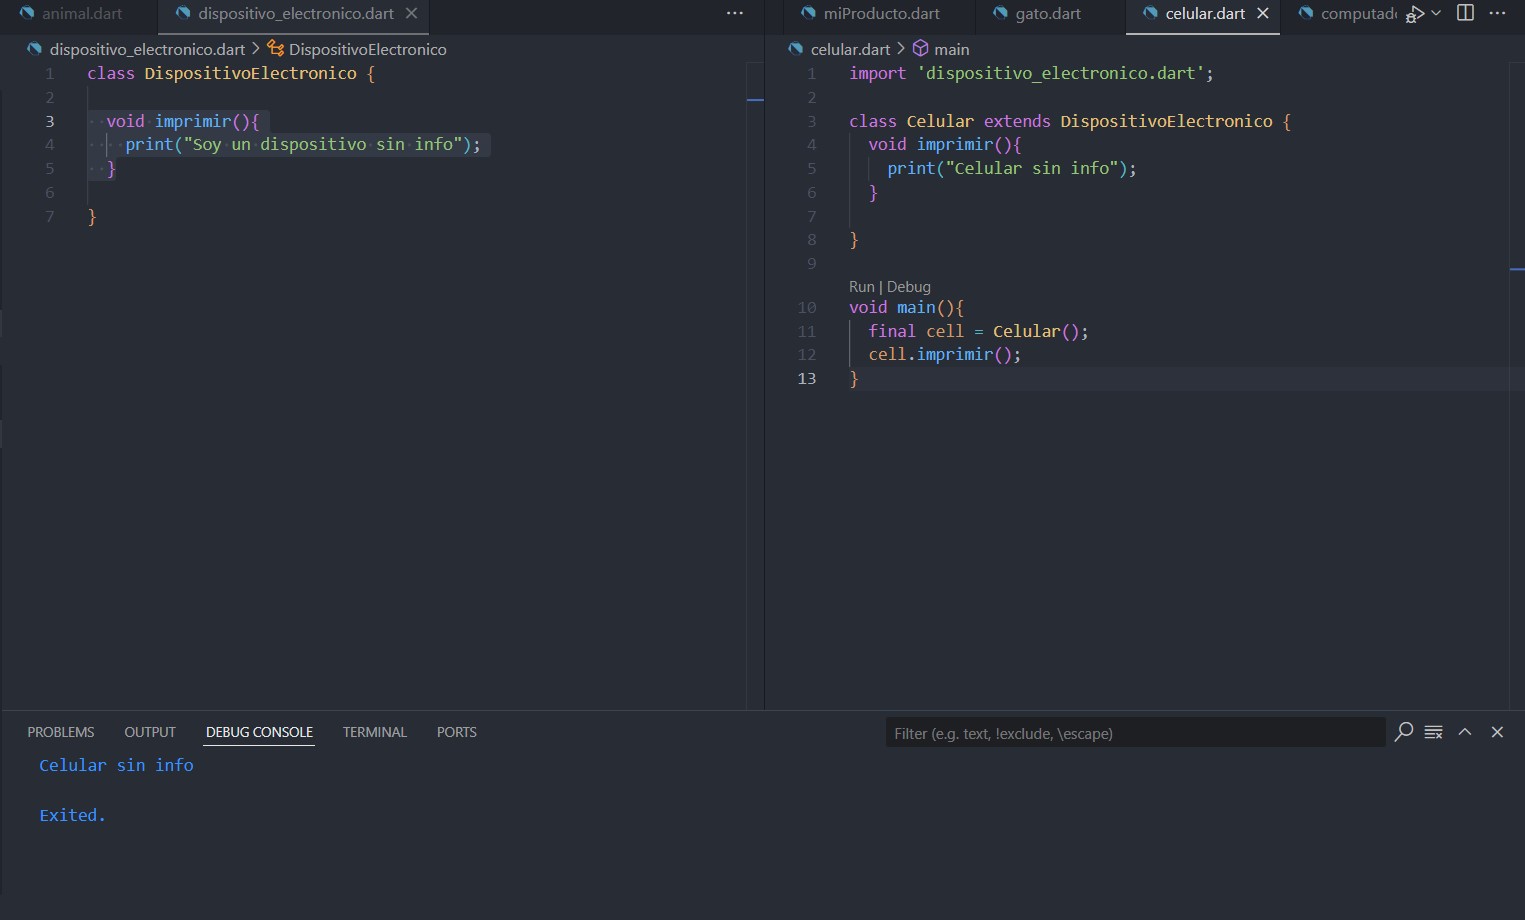 animal.dart
dispositivo_electronico.dart
dispositivo_electronico.dart > DispositivoElectronico
1 class DispositivoElectronico {
2
3 void imprimir(){
4 print("Soy un dispositivo sin info");
5 }
6
7 }
miProducto.dart
gato.dart
celular.dart
computad
celular.dart > main
1 import 'dispositivo_electronico.dart';
2
3 class Celular extends DispositivoElectronico {
4 void imprimir(){
5 print("Celular sin info");
6 }
7
8 }
9
Run | Debug
10 void main(){
11 final cell = Celular();
12 cell.imprimir();
13 }
PROBLEMS OUTPUT DEBUG CONSOLE TERMINAL PORTS
Filter (e.g. text, !exclude, \escape)
Celular sin info
Exited.